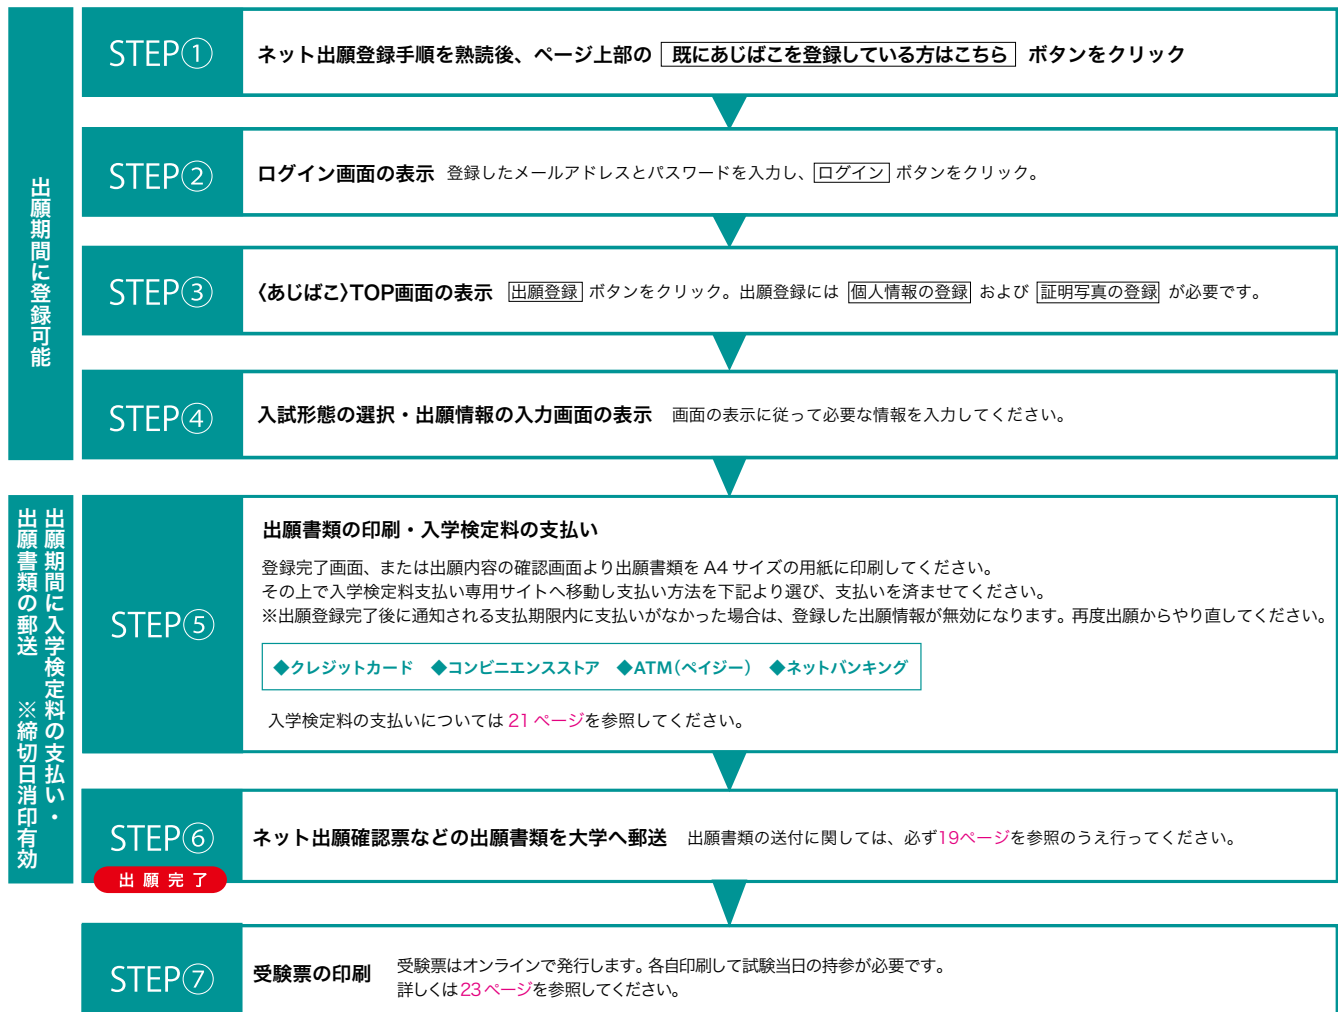 出願期間に登録可能
STEP①
ネット出願登録手順を熟読後、ページ上部の 既にあじばこを登録している方はこちら ボタンをクリック
STEP②
ログイン画面の表示 登録したメールアドレスとパスワードを入力し、ログイン ボタンをクリック。
STEP③
〈あじばこ〉TOP画面の表示 出願登録 ボタンをクリック。出願登録には 個人情報の登録 および 証明写真の登録 が必要です。
STEP④
入試形態の選択・出願情報の入力画面の表示 画面の表示に従って必要な情報を入力してください。
出願期間に入学検定料の支払い・
出願書類の郵送 ※締切日消印有効
STEP⑤
出願書類の印刷・入学検定料の支払い
登録完了画面、または出願内容の確認画面より出願書類を A4 サイズの用紙に印刷してください。
その上で入学検定料支払い専用サイトへ移動し支払い方法を下記より選び、支払いを済ませてください。
※出願登録完了後に通知される支払期限内に支払いがなかった場合は、登録した出願情報が無効になります。再度出願からやり直してください。
◆クレジットカード ◆コンビニエンスストア ◆ATM(ペイジー) ◆ネットバンキング
入学検定料の支払いについては 21 ページを参照してください。
STEP⑥
出願完了
ネット出願確認票などの出願書類を大学へ郵送 出願書類の送付に関しては、必ず19ページを参照のうえ行ってください。
STEP⑦
受験票の印刷
受験票はオンラインで発行します。各自印刷して試験当日の持参が必要です。
詳しくは 23 ページを参照してください。